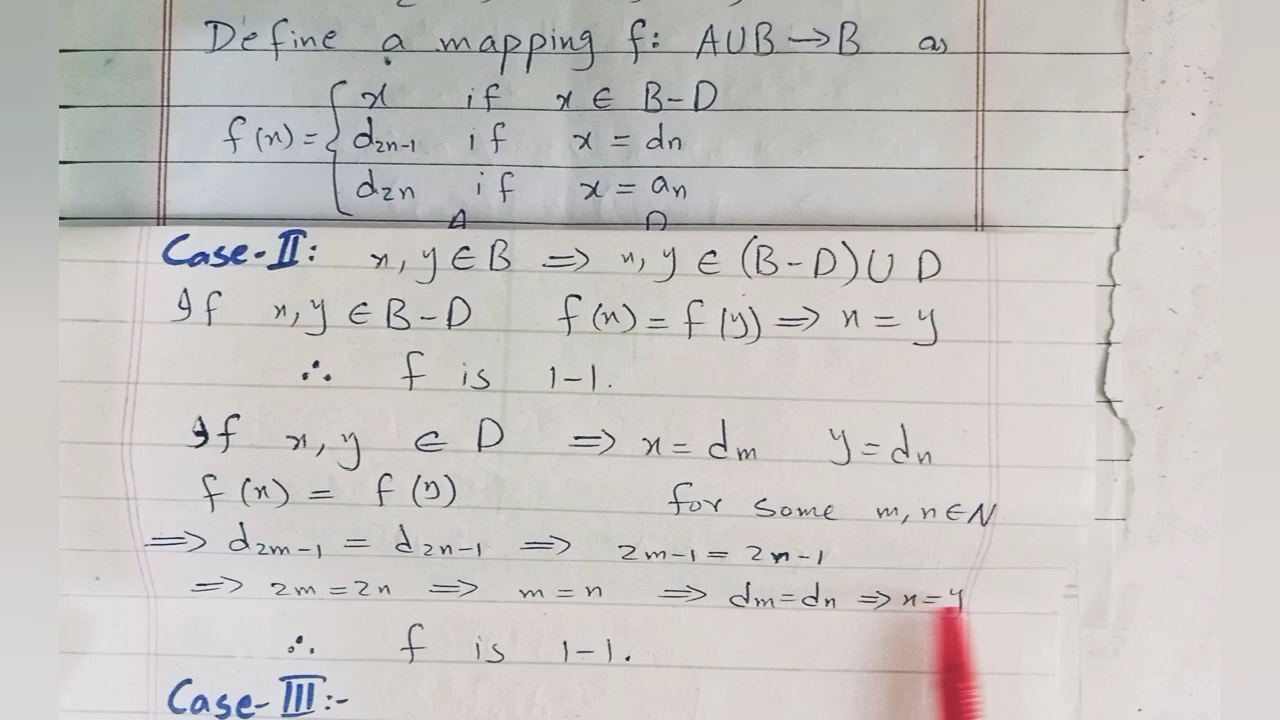 Define a mapping f: A∪B→B as
f(x) = { x if x ∈ B-D
d2n-1 if x = dn
d2n if x = an
Case-II: x, y ∈ B ⇒ x, y ∈ (B-D) ∪ D
If x, y ∈ B-D f(x) = f(y) ⇒ x = y
∴ f is 1-1.
If x, y ∈ D ⇒ x = dm y = dn
f(x) = f(y) for some m, n ∈ N
⇒ d2m-1 = d2n-1 ⇒ 2m-1 = 2n-1
⇒ 2m = 2n ⇒ m = n ⇒ dm = dn ⇒ x = y
∴ f is 1-1.
Case-III:-